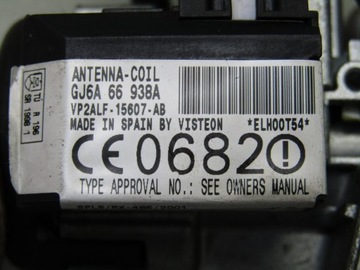 ANTENNA-COIL
GJ6A 66 938A
VP2ALF-15607-AB
MADE IN SPAIN BY VISTEON *ELH00T54*
CE0682
TYPE APPROVAL NO.: SEE OWNERS MANUAL
TU